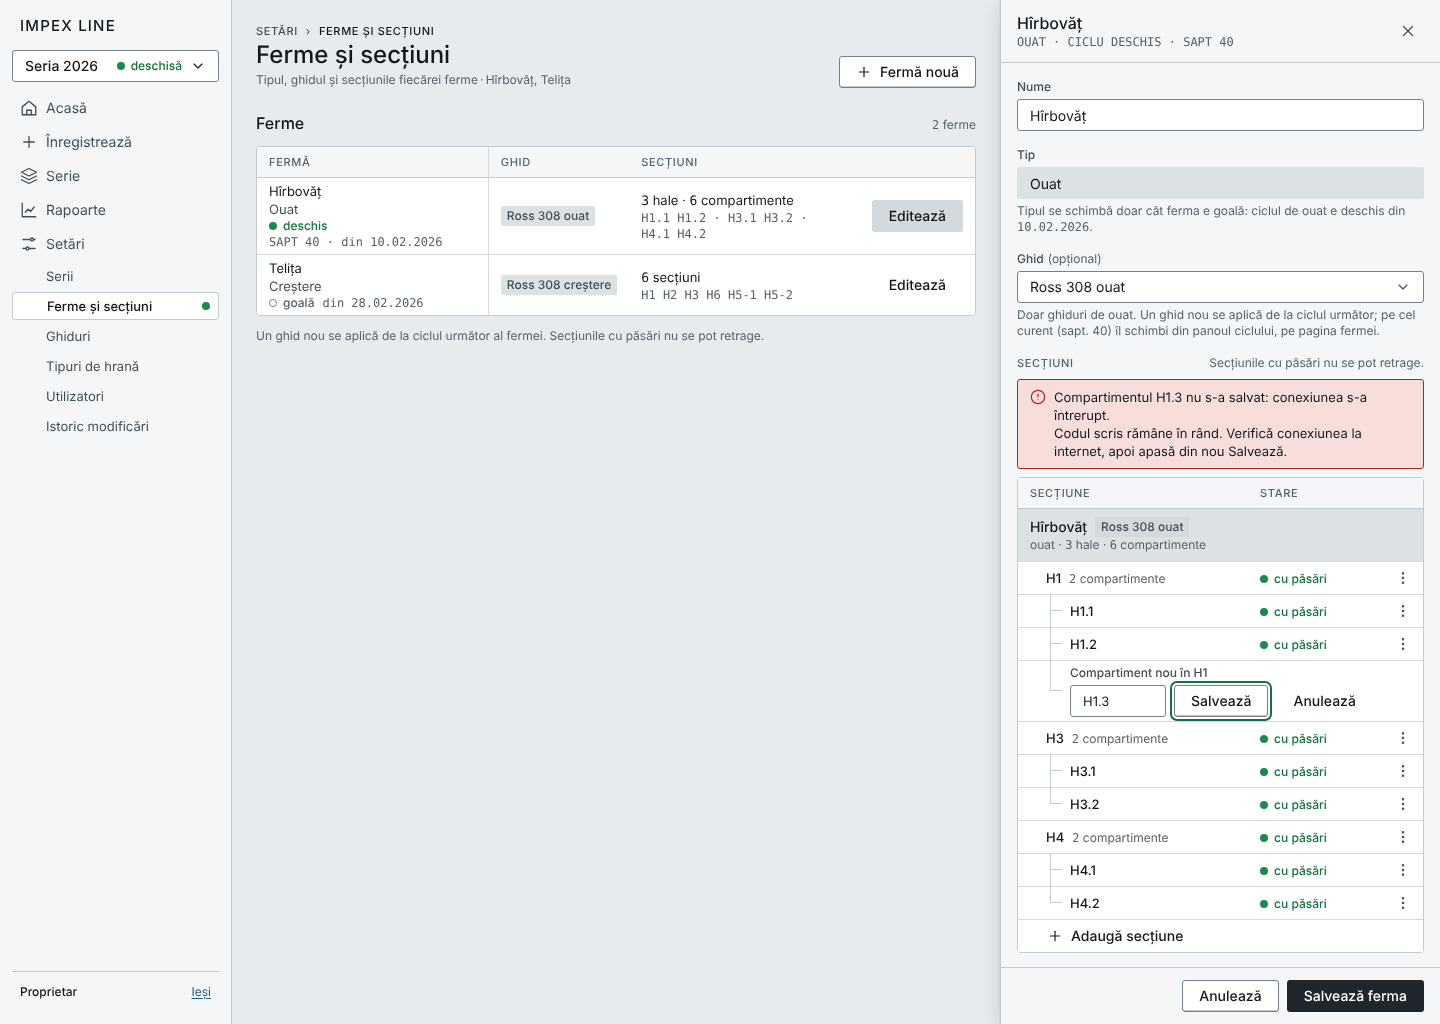 IMPEX LINE
Seria 2026 deschisă
Acasă
Înregistrează
Serie
Rapoarte
Setări
Serii
Ferme și secțiuni
Ghiduri
Tipuri de hrană
Utilizatori
Istoric modificări
Proprietar Ieși
SETĂRI › FERME ȘI SECȚIUNI
Ferme și secțiuni
Tipul, ghidul și secțiunile fiecărei ferme · Hîrbovăț, Telița
Fermă nouă
Ferme
2 ferme
FERMĂ GHID SECȚIUNI
Hîrbovăț
Ouat
deschis
SAPT 40 · din 10.02.2026
Ross 308 ouat
3 hale · 6 compartimente
H1.1 H1.2 · H3.1 H3.2 ·
H4.1 H4.2
Editează
Telița
Creștere
goală din 28.02.2026
Ross 308 creștere
6 secțiuni
H1 H2 H3 H6 H5-1 H5-2
Editează
Un ghid nou se aplică de la ciclul următor al fermei. Secțiunile cu păsări nu se pot retrage.
Hîrbovăț
OUAT · CICLU DESCHIS · SAPT 40
Nume
Hîrbovăț
Tip
Ouat
Tipul se schimbă doar cât ferma e goală: ciclul de ouat e deschis din
10.02.2026.
Ghid (opțional)
Ross 308 ouat
Doar ghiduri de ouat. Un ghid nou se aplică de la ciclul următor; pe cel
curent (sapt. 40) îl schimbi din panoul ciclului, pe pagina fermei.
SECȚIUNI Secțiunile cu păsări nu se pot retrage.
Compartimentul H1.3 nu s-a salvat: conexiunea s-a
întrerupt.
Codul scris rămâne în rând. Verifică conexiunea la
internet, apoi apasă din nou Salvează.
SECȚIUNE STARE
Hîrbovăț Ross 308 ouat
ouat · 3 hale · 6 compartimente
H1 2 compartimente cu păsări
H1.1 cu păsări
H1.2 cu păsări
Compartiment nou în H1
H1.3 Salvează Anulează
H3 2 compartimente cu păsări
H3.1 cu păsări
H3.2 cu păsări
H4 2 compartimente cu păsări
H4.1 cu păsări
H4.2 cu păsări
Adaugă secțiune
Anulează Salvează ferma